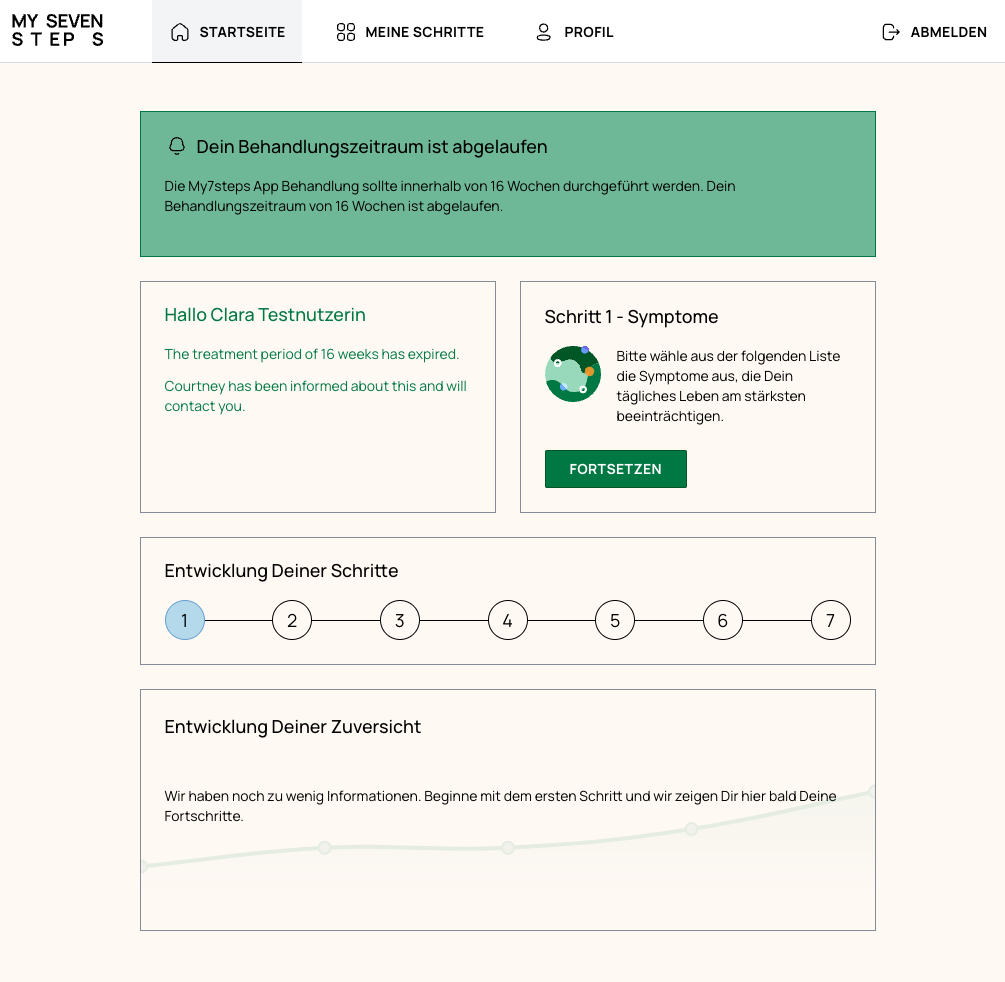 MY SEVEN
STEPS
STARTSEITE
MEINE SCHRITTE
PROFIL
ABMELDEN
Dein Behandlungszeitraum ist abgelaufen
Die My7steps App Behandlung sollte innerhalb von 16 Wochen durchgeführt werden. Dein
Behandlungszeitraum von 16 Wochen ist abgelaufen.
Hallo Clara Testnutzerin
The treatment period of 16 weeks has expired.
Courtney has been informed about this and will
contact you.
Schritt 1 - Symptome
Bitte wähle aus der folgenden Liste
die Symptome aus, die Dein
tägliches Leben am stärksten
beeinträchtigen.
FORTSETZEN
Entwicklung Deiner Schritte
1 2 3 4 5 6 7
Entwicklung Deiner Zuversicht
Wir haben noch zu wenig Informationen. Beginne mit dem ersten Schritt und wir zeigen Dir hier bald Deine
Fortschritte.